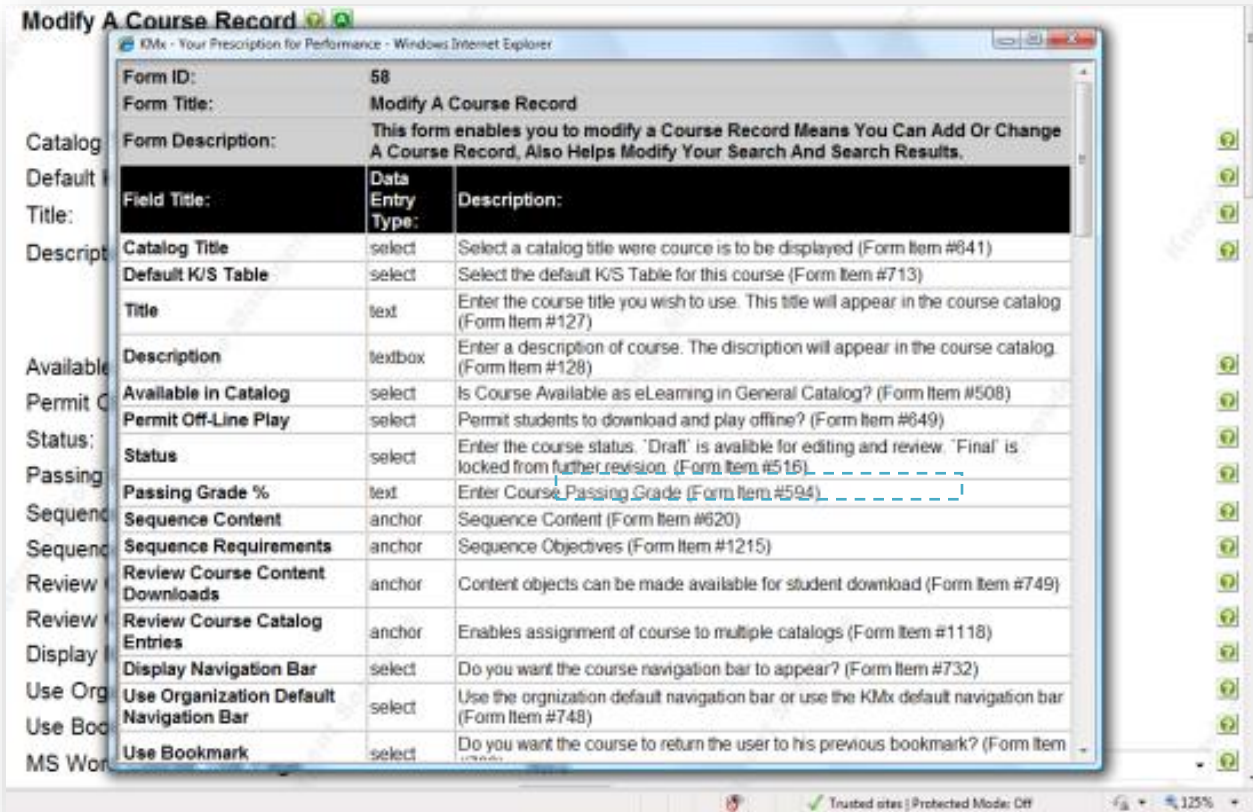 Modify A Course Record
KMx - Your Prescription for Performance - Windows Internet Explorer
Form ID: 58
Form Title: Modify A Course Record
Form Description: This form enables you to modify a Course Record Means You Can Add Or Change
A Course Record, Also Helps Modify Your Search And Search Results.
Field Title: Data Entry Type: Description:
Catalog Title select Select a catalog title were cource is to be displayed (Form Item #641)
Default K/S Table select Select the default K/S Table for this course (Form Item #713)
Title text Enter the course title you wish to use. This title will appear in the course catalog
(Form Item #127)
Description textbox Enter a description of course. The discription will appear in the course catalog.
(Form Item #128)
Available in Catalog select Is Course Available as eLearning in General Catalog? (Form Item #508)
Permit Off-Line Play select Permit students to download and play offline? (Form Item #649)
Status select Enter the course status. `Draft` is avalible for editing and review. `Final` is
locked from further revision. (Form Item #516)
Passing Grade % text Enter Course Passing Grade (Form Item #594)
Sequence Content anchor Sequence Content (Form Item #620)
Sequence Requirements anchor Sequence Objectives (Form Item #1215)
Review Course Content
Downloads anchor Content objects can be made available for student download (Form Item #749)
Review Course Catalog
Entries anchor Enables assignment of course to multiple catalogs (Form Item #1118)
Display Navigation Bar select Do you want the course navigation bar to appear? (Form Item #732)
Use Organization Default
Navigation Bar select Use the orgnization default navigation bar or use the KMx default navigation bar
(Form Item #748)
Use Bookmark select Do you want the course to return the user to his previous bookmark? (Form Item
Catalog
Default
Title:
Descript
Available
Permit
Status:
Passing
Sequenc
Sequenc
Review
Review
Display
Use Org
Use Boo
MS Wor
Trusted sites | Protected Mode: Off 125%